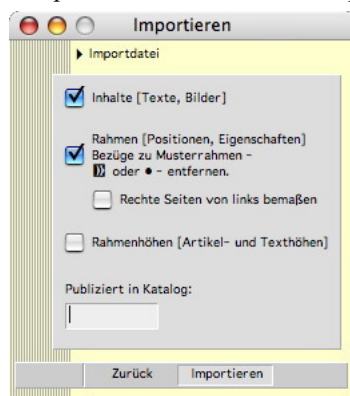 Importieren
Importdatei
Inhalte [Texte, Bilder]
Rahmen [Positionen, Eigenschaften]
Bezüge zu Musterrahmen -
oder • - entfernen.
Rechte Seiten von links bemaßen
Rahmenhöhen [Artikel- und Texthöhen]
Publiziert in Katalog:
Zurück
Importieren